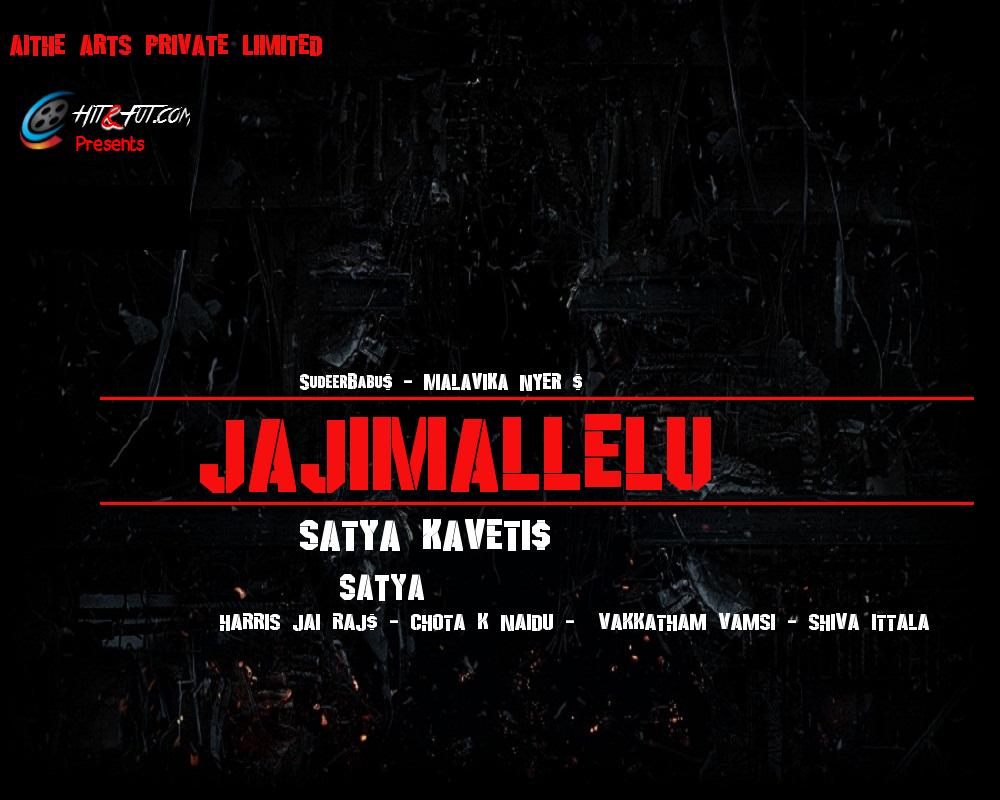 AITHE ARTS PRIVATE LIMITED
HIT&FUT.COM
Presents
SUDEERBABU$ - MALAVIKA NYER $
JAJIMALLELU
SATYA KAVETI$
SATYA
HARRIS JAI RAJ$ - CHOTA K NAIDU - VAKKATHAM VAMSI - SHIVA ITTALA